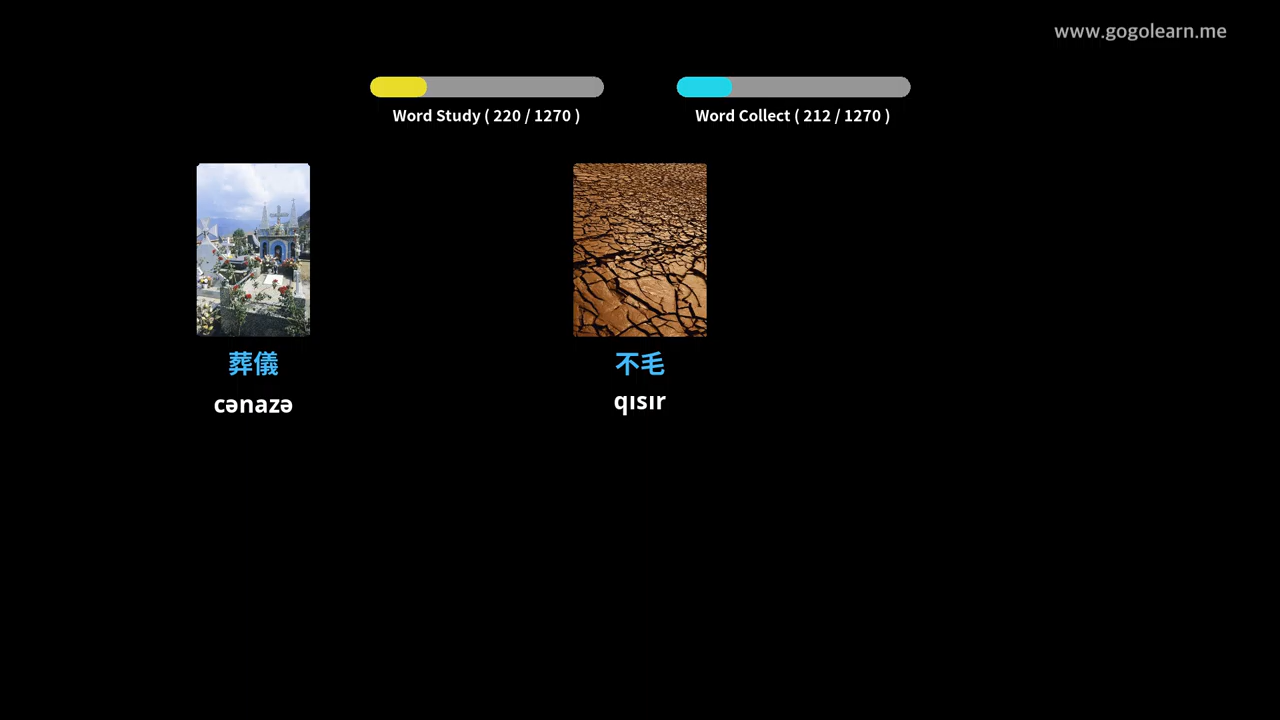 www.gogolearn.me
Word Study ( 220 / 1270 )
Word Collect ( 212 / 1270 )
葬儀
cənazə
不毛
qısır